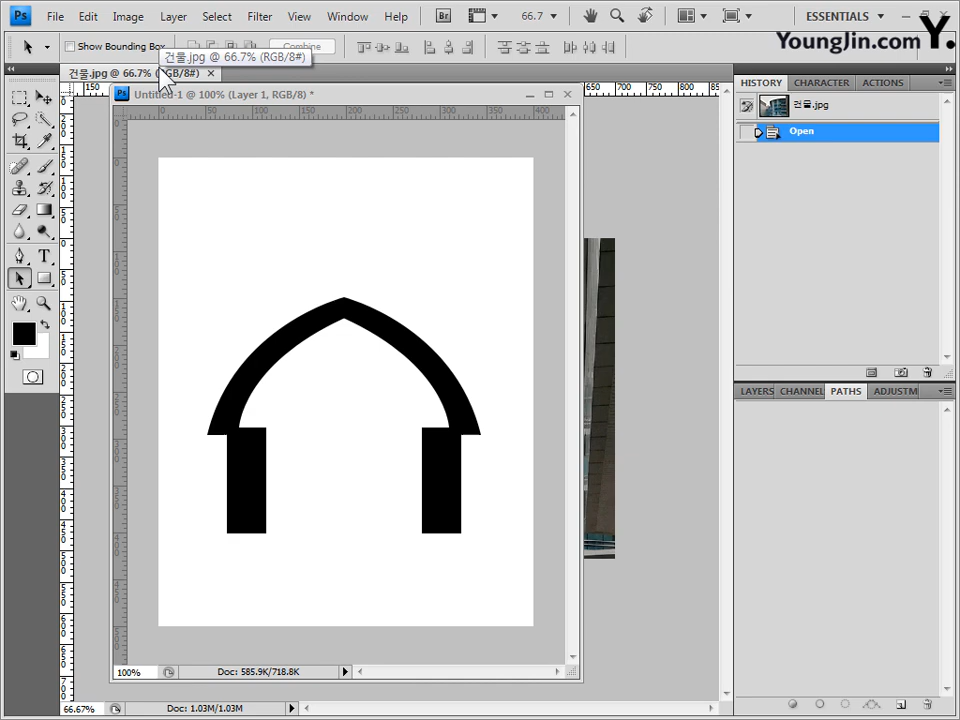 File Edit Image Layer Select Filter View Window Help Br 66.7 ESSENTIALS
YoungJin.com Y.
Show Bounding Box Combine
건물.jpg @ 66.7% (RGB/8#)
건물.jpg @ 66.7% (RGB/8#)
Untitled-1 @ 100% (Layer 1, RGB/8) *
HISTORY CHARACTER ACTIONS
건물.jpg
Open
LAYERS CHANNEL PATHS ADJUSTM
100% Doc: 585.9K/718.8K
66.67% Doc: 1.03M/1.03M